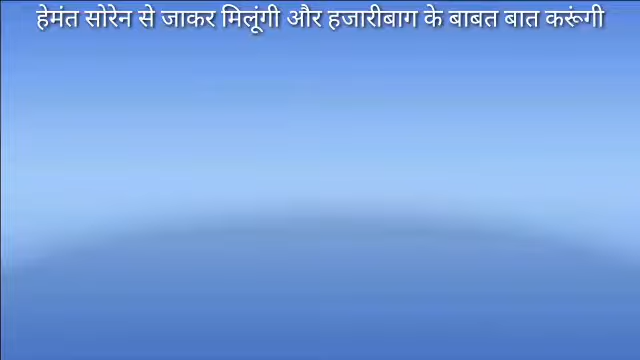 हेमंत सोरेन से जाकर मिलूंगी और हजारीबाग के बाबत बात करूंगी